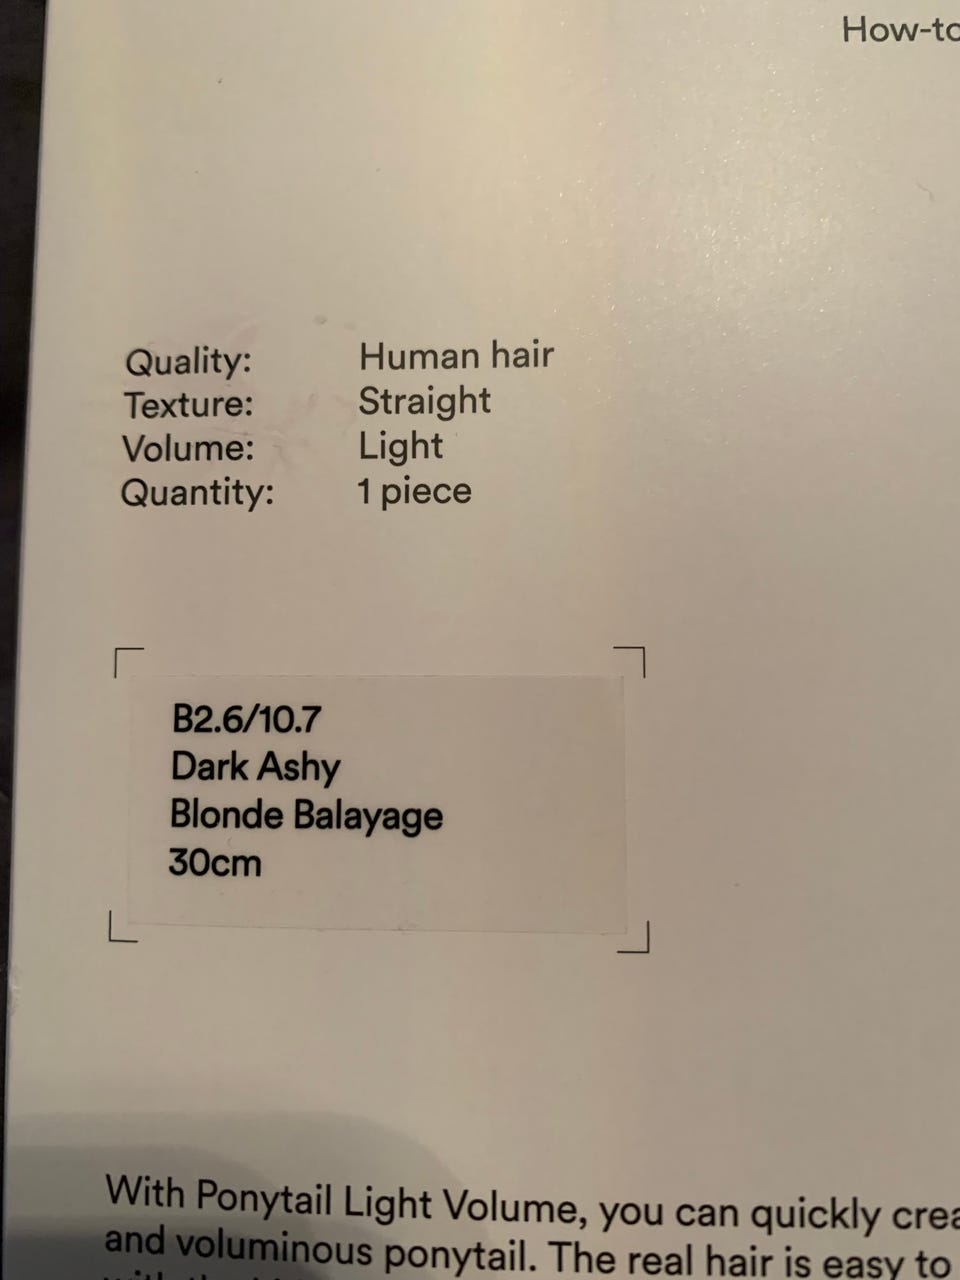 How-to
Quality: Human hair
Texture: Straight
Volume: Light
Quantity: 1 piece
B2.6/10.7
Dark Ashy
Blonde Balayage
30cm
With Ponytail Light Volume, you can quickly
and voluminous ponytail. The real hair is easy to